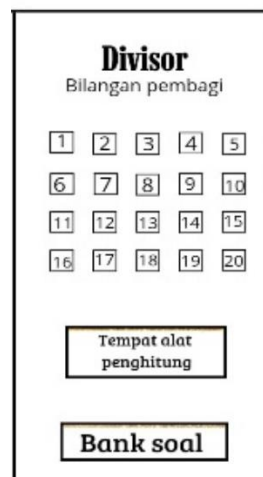 Divisor
Bilangan pembagi
1 2 3 4 5
6 7 8 9 10
11 12 13 14 15
16 17 18 19 20
Tempat alat
penghitung
Bank soal